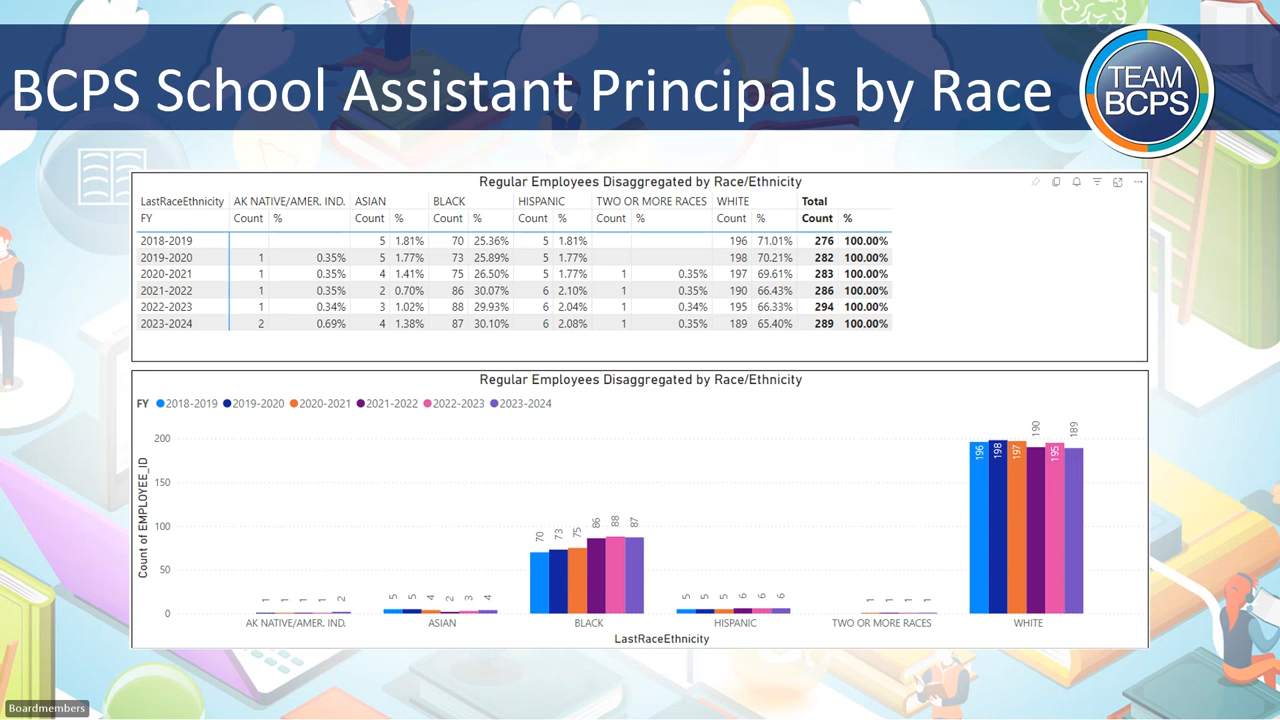 BCPS School Assistant Principals by Race
TEAM
BCPS
Regular Employees Disaggregated by Race/Ethnicity
LastRaceEthnicity AK NATIVE/AMER. IND. ASIAN BLACK HISPANIC TWO OR MORE RACES WHITE Total
FY Count % Count % Count % Count % Count % Count % Count %
2018-2019 5 1.81% 70 25.36% 5 1.81% 196 71.01% 276 100.00%
2019-2020 1 0.35% 5 1.77% 73 25.89% 5 1.77% 198 70.21% 282 100.00%
2020-2021 1 0.35% 4 1.41% 75 26.50% 5 1.77% 1 0.35% 197 69.61% 283 100.00%
2021-2022 1 0.35% 2 0.70% 86 30.07% 6 2.10% 1 0.35% 190 66.43% 286 100.00%
2022-2023 1 0.34% 3 1.02% 88 29.93% 6 2.04% 1 0.34% 195 66.33% 294 100.00%
2023-2024 2 0.69% 4 1.38% 87 30.10% 6 2.08% 1 0.35% 189 65.40% 289 100.00%
Regular Employees Disaggregated by Race/Ethnicity
FY 2018-2019 2019-2020 2020-2021 2021-2022 2022-2023 2023-2024
Count of EMPLOYEE_ID
200
150
100
50
0
1 1 1 1 2 5 5 4 2 3 4 70 73 75 86 88 87 5 5 5 6 6 6 1 1 1 1 196 198 197 190 195 189
AK NATIVE/AMER. IND. ASIAN BLACK HISPANIC TWO OR MORE RACES WHITE
LastRaceEthnicity
Boardmembers